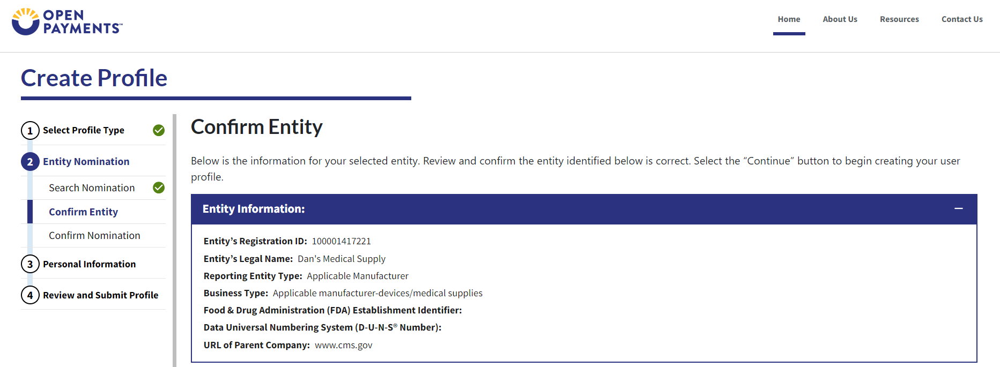 OPEN
PAYMENTS™
Home
About Us
Resources
Contact Us
Create Profile
1 Select Profile Type
2 Entity Nomination
Search Nomination
Confirm Entity
Confirm Nomination
3 Personal Information
4 Review and Submit Profile
Confirm Entity
Below is the information for your selected entity. Review and confirm the entity identified below is correct. Select the “Continue” button to begin creating your user
profile.
Entity Information:
Entity’s Registration ID: 100001417221
Entity’s Legal Name: Dan's Medical Supply
Reporting Entity Type: Applicable Manufacturer
Business Type: Applicable manufacturer-devices/medical supplies
Food & Drug Administration (FDA) Establishment Identifier:
Data Universal Numbering System (D-U-N-S® Number):
URL of Parent Company: www.cms.gov